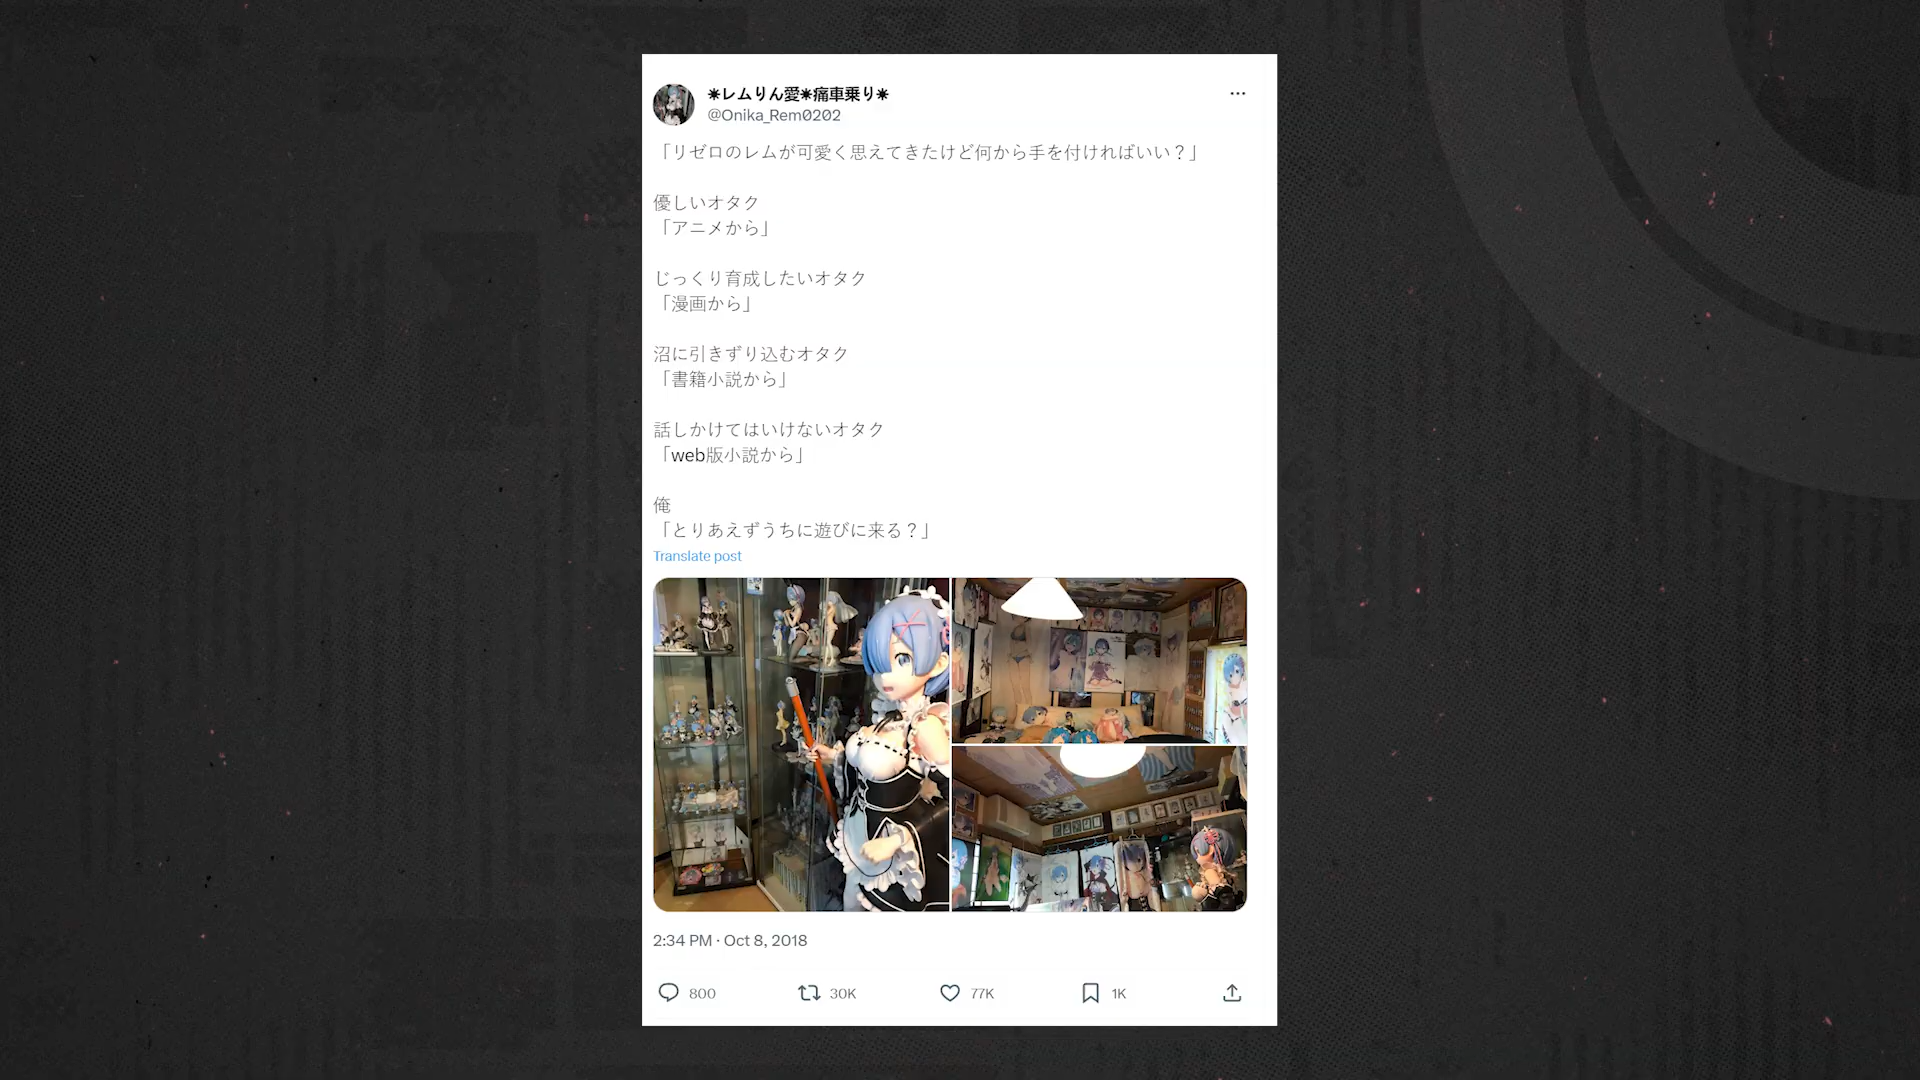 ✷レムりん愛✷痛車乗り✷
@Onika_Rem0202
「リゼロのレムが可愛く思えてきたけど何から手を付ければいい？」
優しいオタク
「アニメから」
じっくり育成したいオタク
「漫画から」
沼に引きずり込むオタク
「書籍小説から」
話しかけてはいけないオタク
「web版小説から」
俺
「とりあえずうちに遊びに来る？」
Translate post
2:34 PM · Oct 8, 2018
800
30K
77K
1K